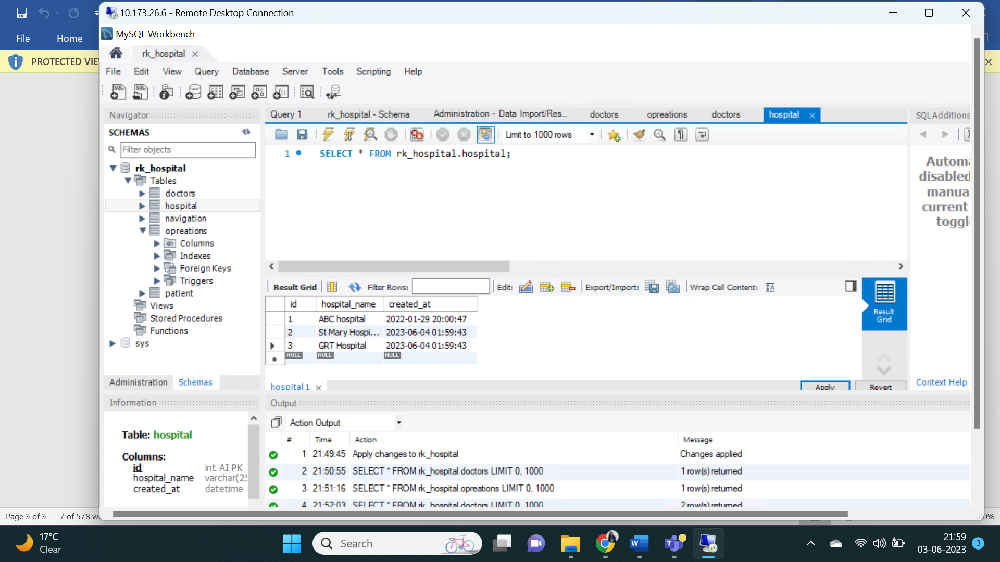 10.173.26.6 - Remote Desktop Connection
File Home
PROTECTED VIE
MySQL Workbench
rk_hospital
File Edit View Query Database Server Tools Scripting Help
Navigator
SCHEMAS
Filter objects
rk_hospital
Tables
doctors
hospital
navigation
opreations
Columns
Indexes
Foreign Keys
Triggers
patient
Views
Stored Procedures
Functions
sys
Administration Schemas
Information
Table: hospital
Columns:
id int AI PK
hospital_name varchar(25
created_at datetime
Query 1 rk_hospital - Schema Administration - Data Import/Res... doctors opreations doctors hospital
Limit to 1000 rows
1 SELECT * FROM rk_hospital.hospital;
Result Grid Filter Rows: Edit: Export/Import: Wrap Cell Content:
id hospital_name created_at
1 ABC hospital 2022-01-29 20:00:47
2 St Mary Hospi... 2023-06-04 01:59:43
3 GRT Hospital 2023-06-04 01:59:43
NULL NULL NULL
Result
Grid
hospital 1 Apply Revert
SQLAdditions
Automa
disabled
manua
current
toggle
Context Help
Output
Action Output
# Time Action Message
1 21:49:45 Apply changes to rk_hospital Changes applied
2 21:50:55 SELECT * FROM rk_hospital.doctors LIMIT 0, 1000 1 row(s) returned
3 21:51:16 SELECT * FROM rk_hospital.opreations LIMIT 0, 1000 1 row(s) returned
4 21:52:03 SELECT * FROM rk_hospital.doctors LIMIT 0, 1000 2 row(s) returned
Page 3 of 3 7 of 578 wo 0%
17°C
Clear
Search
21:59
03-06-2023
3